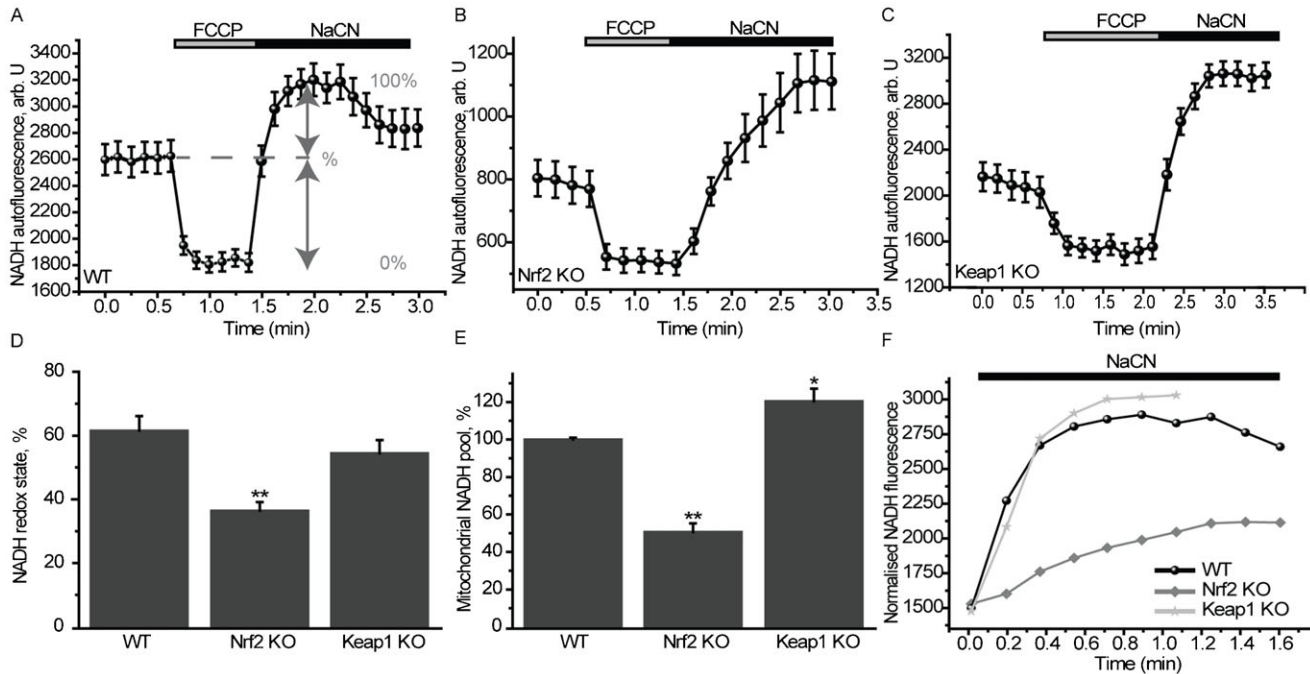 A
FCCP NaCN
NADH autofluorescence, arb. U
3400
3200
3000
2800
2600
2400
2200
2000
1800
1600
100%
%
0%
WT
0.0 0.5 1.0 1.5 2.0 2.5 3.0
Time (min)
B
FCCP NaCN
NADH autofluorescence, arb. U
1200
1000
800
600
Nrf2 KO
0.0 0.5 1.0 1.5 2.0 2.5 3.0 3.5
Time (min)
C
FCCP NaCN
NADH autofluorescence, arb. U
3300
3000
2700
2400
2100
1800
1500
1200
Keap1 KO
0.0 0.5 1.0 1.5 2.0 2.5 3.0 3.5
Time (min)
D
NADH redox state, %
80
60
40
20
0
**
WT Nrf2 KO Keap1 KO
E
Mitochondrial NADH pool, %
120
100
80
60
40
20
0
**
*
WT Nrf2 KO Keap1 KO
F
NaCN
Normalised NADH fluorescence
3000
2750
2500
2250
2000
1750
1500
WT
Nrf2 KO
Keap1 KO
0.0 0.2 0.4 0.6 0.8 1.0 1.2 1.4 1.6
Time (min)